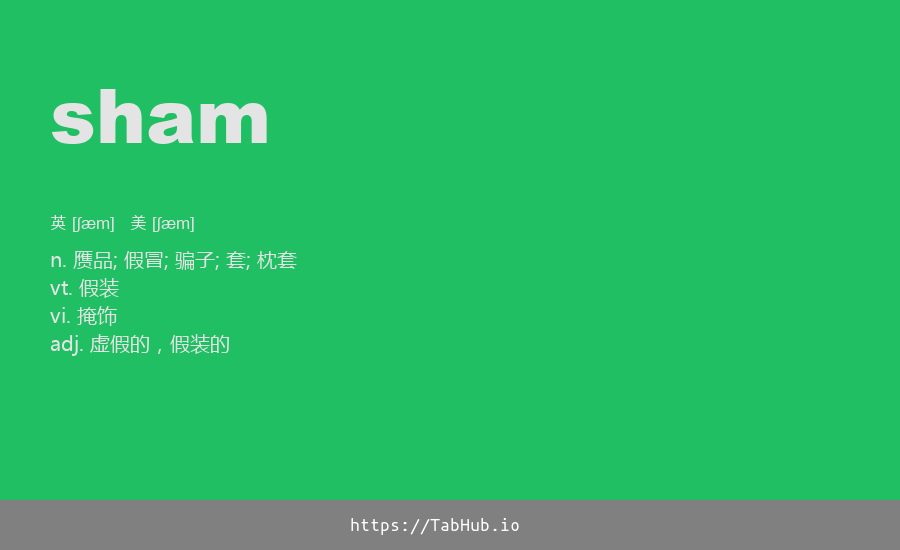 sham
英 [ʃæm] 美 [ʃæm]
n. 赝品; 假冒; 骗子; 套; 枕套
vt. 假装
vi. 掩饰
adj. 虚假的，假装的
https://TabHub.io